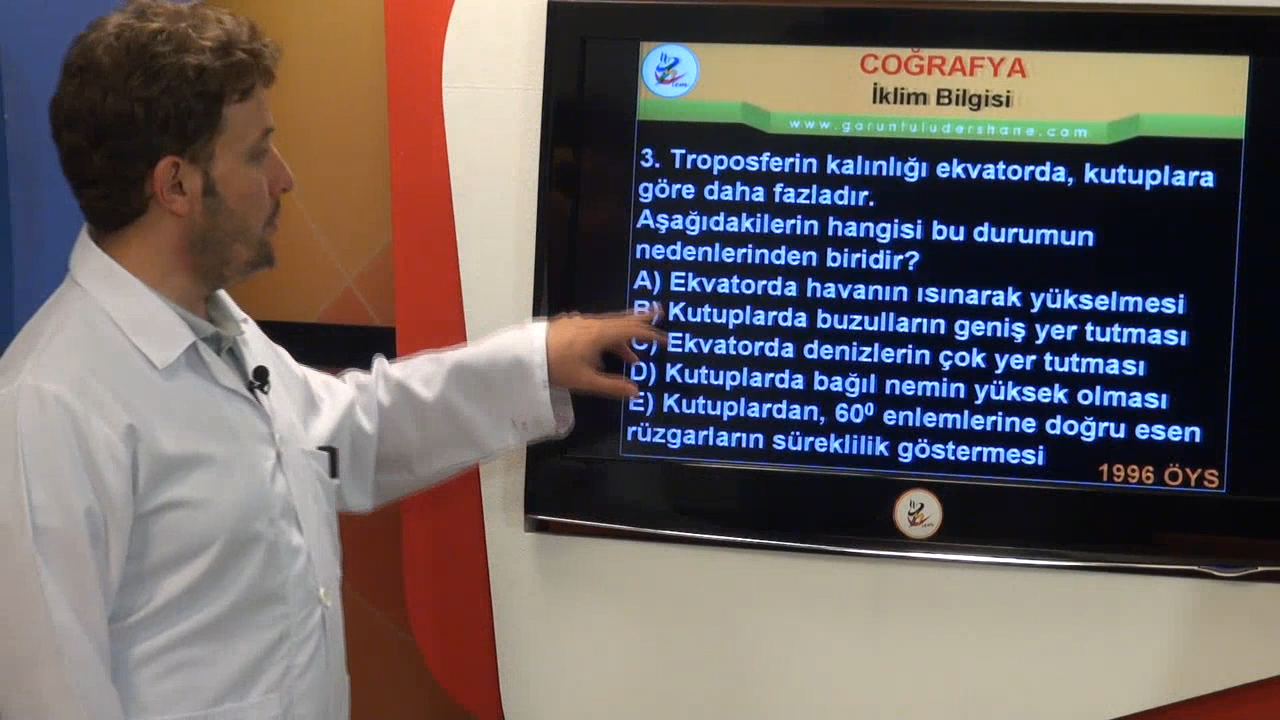 COĞRAFYA
İklim Bilgisi
www.goruntuludershane.com
3. Troposferin kalınlığı ekvatorda, kutuplara
göre daha fazladır.
Aşağıdakilerin hangisi bu durumun
nedenlerinden biridir?
A) Ekvatorda havanın ısınarak yükselmesi
B) Kutuplarda buzulların geniş yer tutması
C) Ekvatorda denizlerin çok yer tutması
D) Kutuplarda bağıl nemin yüksek olması
E) Kutuplardan, 60⁰ enlemlerine doğru esen
rüzgarların süreklilik göstermesi
1996 ÖYS